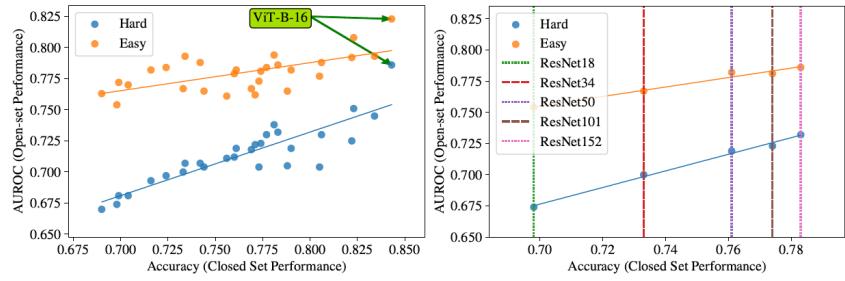 0.825
0.800
0.775
0.750
0.725
0.700
0.675
0.650
AUROC (Open-set Performance)
Hard
Easy
ViT-B-16
0.675 0.700 0.725 0.750 0.775 0.800 0.825 0.850
Accuracy (Closed Set Performance)
0.825
0.800
0.775
0.750
0.725
0.700
0.675
0.650
AUROC (Open-set Performance)
Hard
Easy
ResNet18
ResNet34
ResNet50
ResNet101
ResNet152
0.70 0.72 0.74 0.76 0.78
Accuracy (Closed Set Performance)